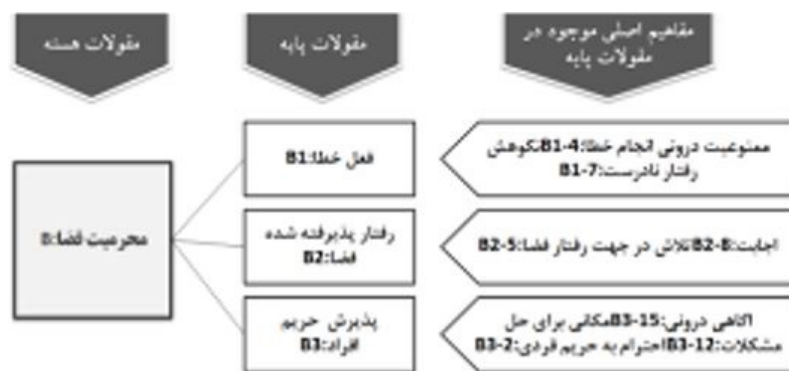 مفاهیم اصلی موجود در
مقولات پایه
مقولات پایه
مقولات هسته
ممنوعیت درونی انجام خطا:B1-4نکوهش
رفتار نادرست:B1-7
فعل خطا:B1
اجابت:B2-8تلاش در جهت رفتار فضا:B2-5
رفتار پذیرفته شده
فضا:B2
محرمیت فضا:B
آکاهی درونی:B3-15مکانی برای حل
مشکلات:B3-12احترام به حریم فردی:B3-2
پذیرش حریم
افراد:B3